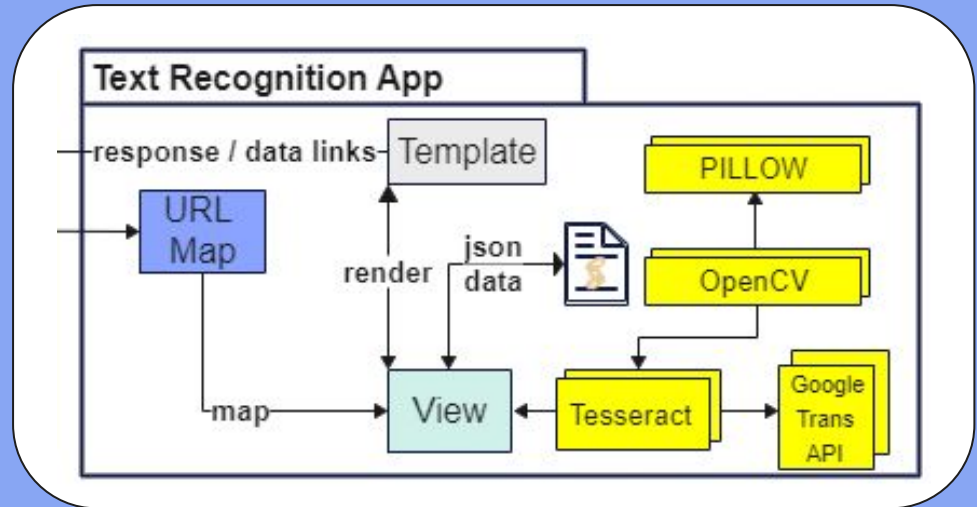 Text Recognition App
response / data links
Template
PILLOW
URL
Map
json
data
render
OpenCV
map
View
Tesseract
Google
Trans
API